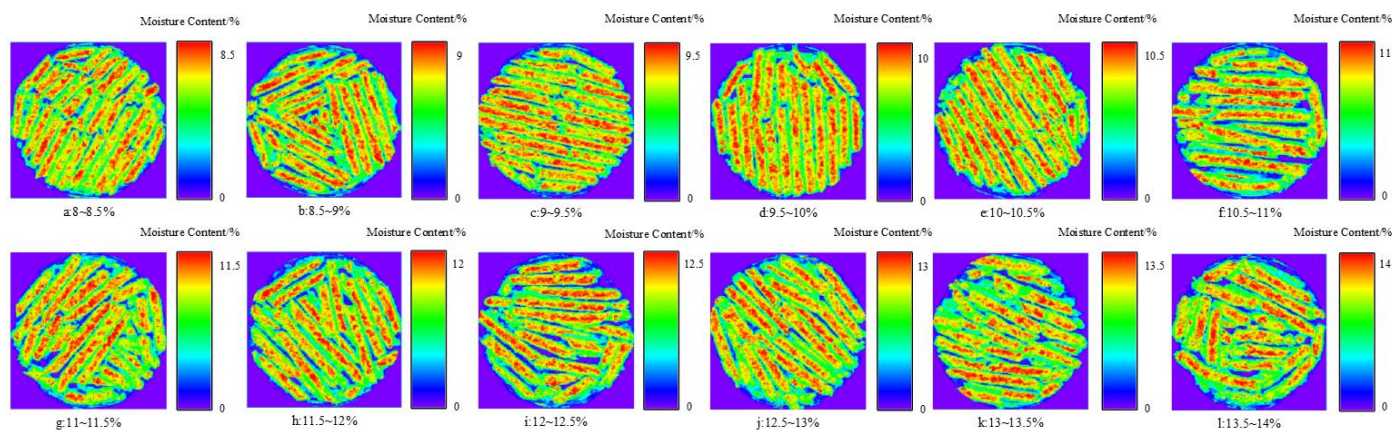 Moisture Content/% Moisture Content/% Moisture Content/% Moisture Content/% Moisture Content/% Moisture Content/%
8.5 9 9.5 10 10.5 11
0 0 0 0 0 0
a:8~8.5% b:8.5~9% c:9~9.5% d:9.5~10% e:10~10.5% f:10.5~11%
Moisture Content/% Moisture Content/% Moisture Content/% Moisture Content/% Moisture Content/% Moisture Content/%
11.5 12 12.5 13 13.5 14
0 0 0 0 0 0
g:11~11.5% h:11.5~12% i:12~12.5% j:12.5~13% k:13~13.5% l:13.5~14%